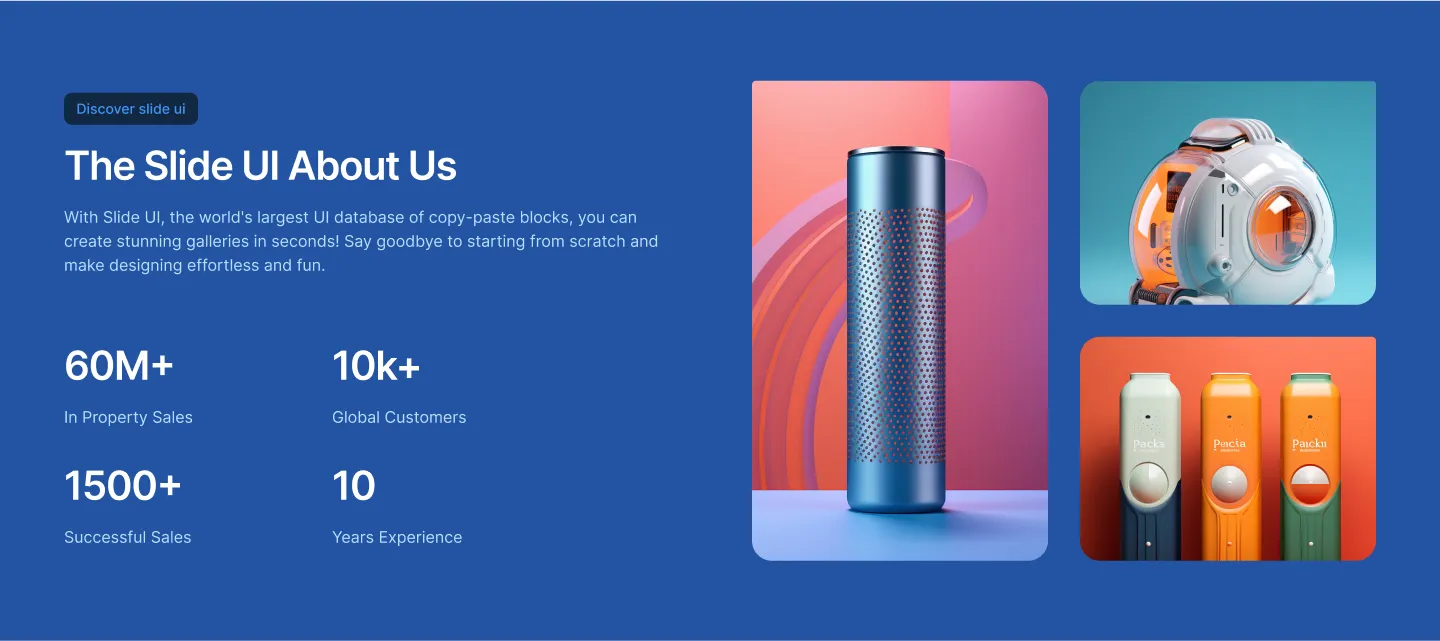 Discover slide ui
The Slide UI About Us
With Slide UI, the world's largest UI database of copy-paste blocks, you can
create stunning galleries in seconds! Say goodbye to starting from scratch and
make designing effortless and fun.
60M+
In Property Sales
10k+
Global Customers
1500+
Successful Sales
10
Years Experience
Packs